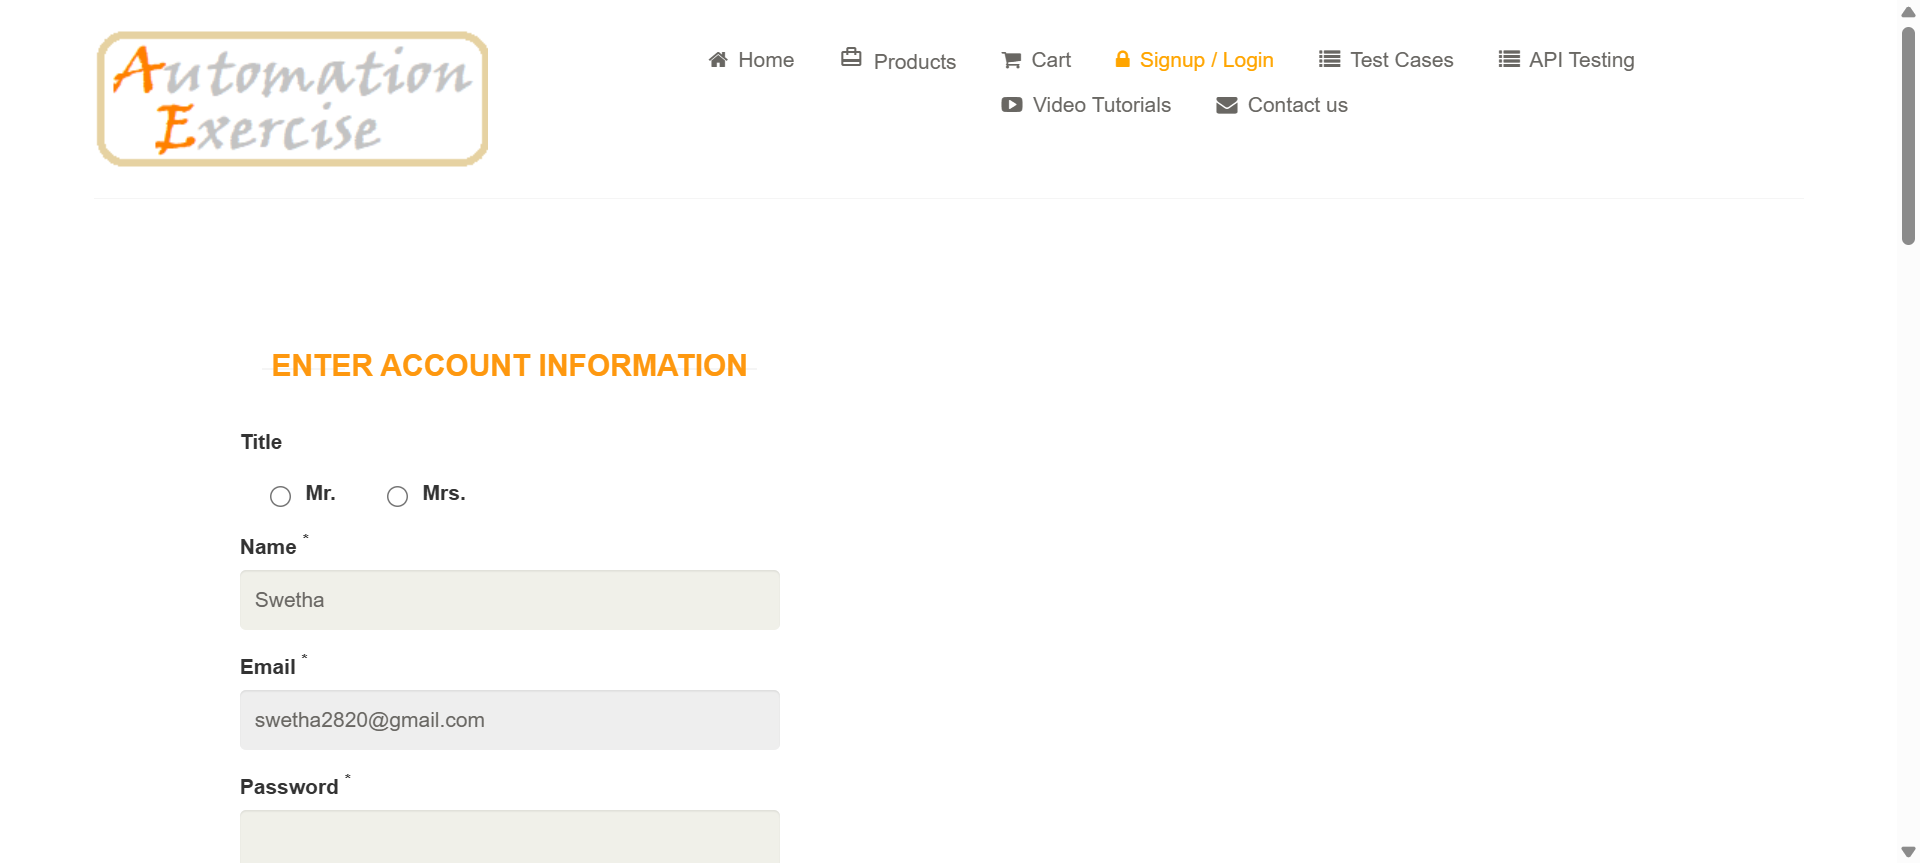 Automation
Exercise
Home Products Cart Signup / Login Test Cases API Testing
Video Tutorials Contact us
ENTER ACCOUNT INFORMATION
Title
Mr. Mrs.
Name *
Swetha
Email *
swetha2820@gmail.com
Password *